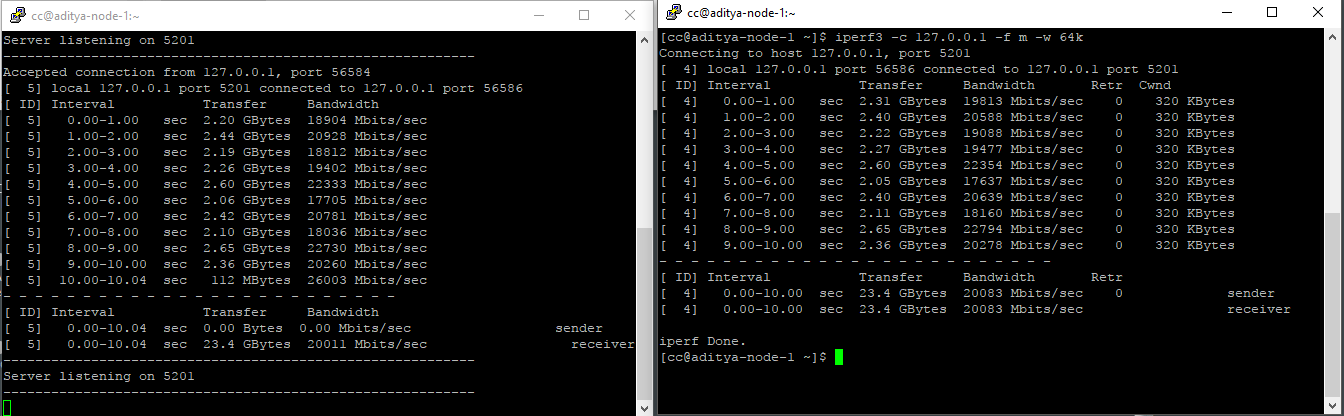 cc@aditya-node-1:~
Server listening on 5201
-----------------------------------------------------------
Accepted connection from 127.0.0.1, port 56584
[  5] local 127.0.0.1 port 5201 connected to 127.0.0.1 port 56586
[ ID] Interval           Transfer     Bandwidth
[  5]   0.00-1.00   sec  2.20 GBytes  18904 Mbits/sec
[  5]   1.00-2.00   sec  2.44 GBytes  20928 Mbits/sec
[  5]   2.00-3.00   sec  2.19 GBytes  18812 Mbits/sec
[  5]   3.00-4.00   sec  2.26 GBytes  19402 Mbits/sec
[  5]   4.00-5.00   sec  2.60 GBytes  22333 Mbits/sec
[  5]   5.00-6.00   sec  2.06 GBytes  17705 Mbits/sec
[  5]   6.00-7.00   sec  2.42 GBytes  20781 Mbits/sec
[  5]   7.00-8.00   sec  2.10 GBytes  18036 Mbits/sec
[  5]   8.00-9.00   sec  2.65 GBytes  22730 Mbits/sec
[  5]   9.00-10.00  sec  2.36 GBytes  20260 Mbits/sec
[  5]  10.00-10.04  sec   112 MBytes  26003 Mbits/sec
- - - - - - - - - - - - - - - - - - - - - - - - -
[ ID] Interval           Transfer     Bandwidth
[  5]   0.00-10.04  sec  0.00 Bytes  0.00 Mbits/sec                  sender
[  5]   0.00-10.04  sec  23.4 GBytes  20011 Mbits/sec                  receiver
-----------------------------------------------------------
Server listening on 5201
-----------------------------------------------------------
cc@aditya-node-1:~
[cc@aditya-node-1 ~]$ iperf3 -c 127.0.0.1 -f m -w 64k
Connecting to host 127.0.0.1, port 5201
[  4] local 127.0.0.1 port 56586 connected to 127.0.0.1 port 5201
[ ID] Interval           Transfer     Bandwidth       Retr  Cwnd
[  4]   0.00-1.00   sec  2.31 GBytes  19813 Mbits/sec    0    320 KBytes
[  4]   1.00-2.00   sec  2.40 GBytes  20588 Mbits/sec    0    320 KBytes
[  4]   2.00-3.00   sec  2.22 GBytes  19088 Mbits/sec    0    320 KBytes
[  4]   3.00-4.00   sec  2.27 GBytes  19477 Mbits/sec    0    320 KBytes
[  4]   4.00-5.00   sec  2.60 GBytes  22354 Mbits/sec    0    320 KBytes
[  4]   5.00-6.00   sec  2.05 GBytes  17637 Mbits/sec    0    320 KBytes
[  4]   6.00-7.00   sec  2.40 GBytes  20639 Mbits/sec    0    320 KBytes
[  4]   7.00-8.00   sec  2.11 GBytes  18160 Mbits/sec    0    320 KBytes
[  4]   8.00-9.00   sec  2.65 GBytes  22794 Mbits/sec    0    320 KBytes
[  4]   9.00-10.00  sec  2.36 GBytes  20278 Mbits/sec    0    320 KBytes
- - - - - - - - - - - - - - - - - - - - - - - - -
[ ID] Interval           Transfer     Bandwidth       Retr
[  4]   0.00-10.00  sec  23.4 GBytes  20083 Mbits/sec    0             sender
[  4]   0.00-10.00  sec  23.4 GBytes  20083 Mbits/sec                  receiver
iperf Done.
[cc@aditya-node-1 ~]$